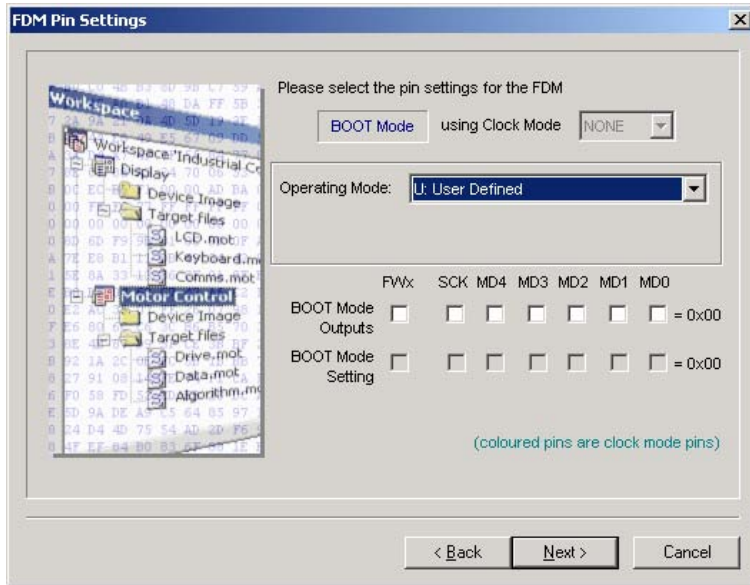 FDM Pin Settings
Please select the pin settings for the FDM
BOOT Mode using Clock Mode NONE
Operating Mode: U: User Defined
FWx SCK MD4 MD3 MD2 MD1 MD0
BOOT Mode Outputs = 0x00
BOOT Mode Setting = 0x00
(coloured pins are clock mode pins)
Workspace
Workspace "Industrial Co
Display
Device Image
Target files
LCD.mot
Keyboard.m
Comms.mot
Motor Control
Device Image
Target files
Drive.mot
Data.mot
Algorithm.mo
< Back Next > Cancel